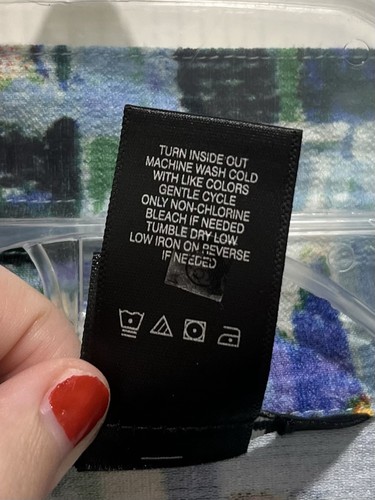 TURN INSIDE OUT
MACHINE WASH COLD
WITH LIKE COLORS
GENTLE CYCLE
ONLY NON-CHLORINE
BLEACH IF NEEDED
TUMBLE DRY LOW
LOW IRON ON REVERSE
IF NEEDED